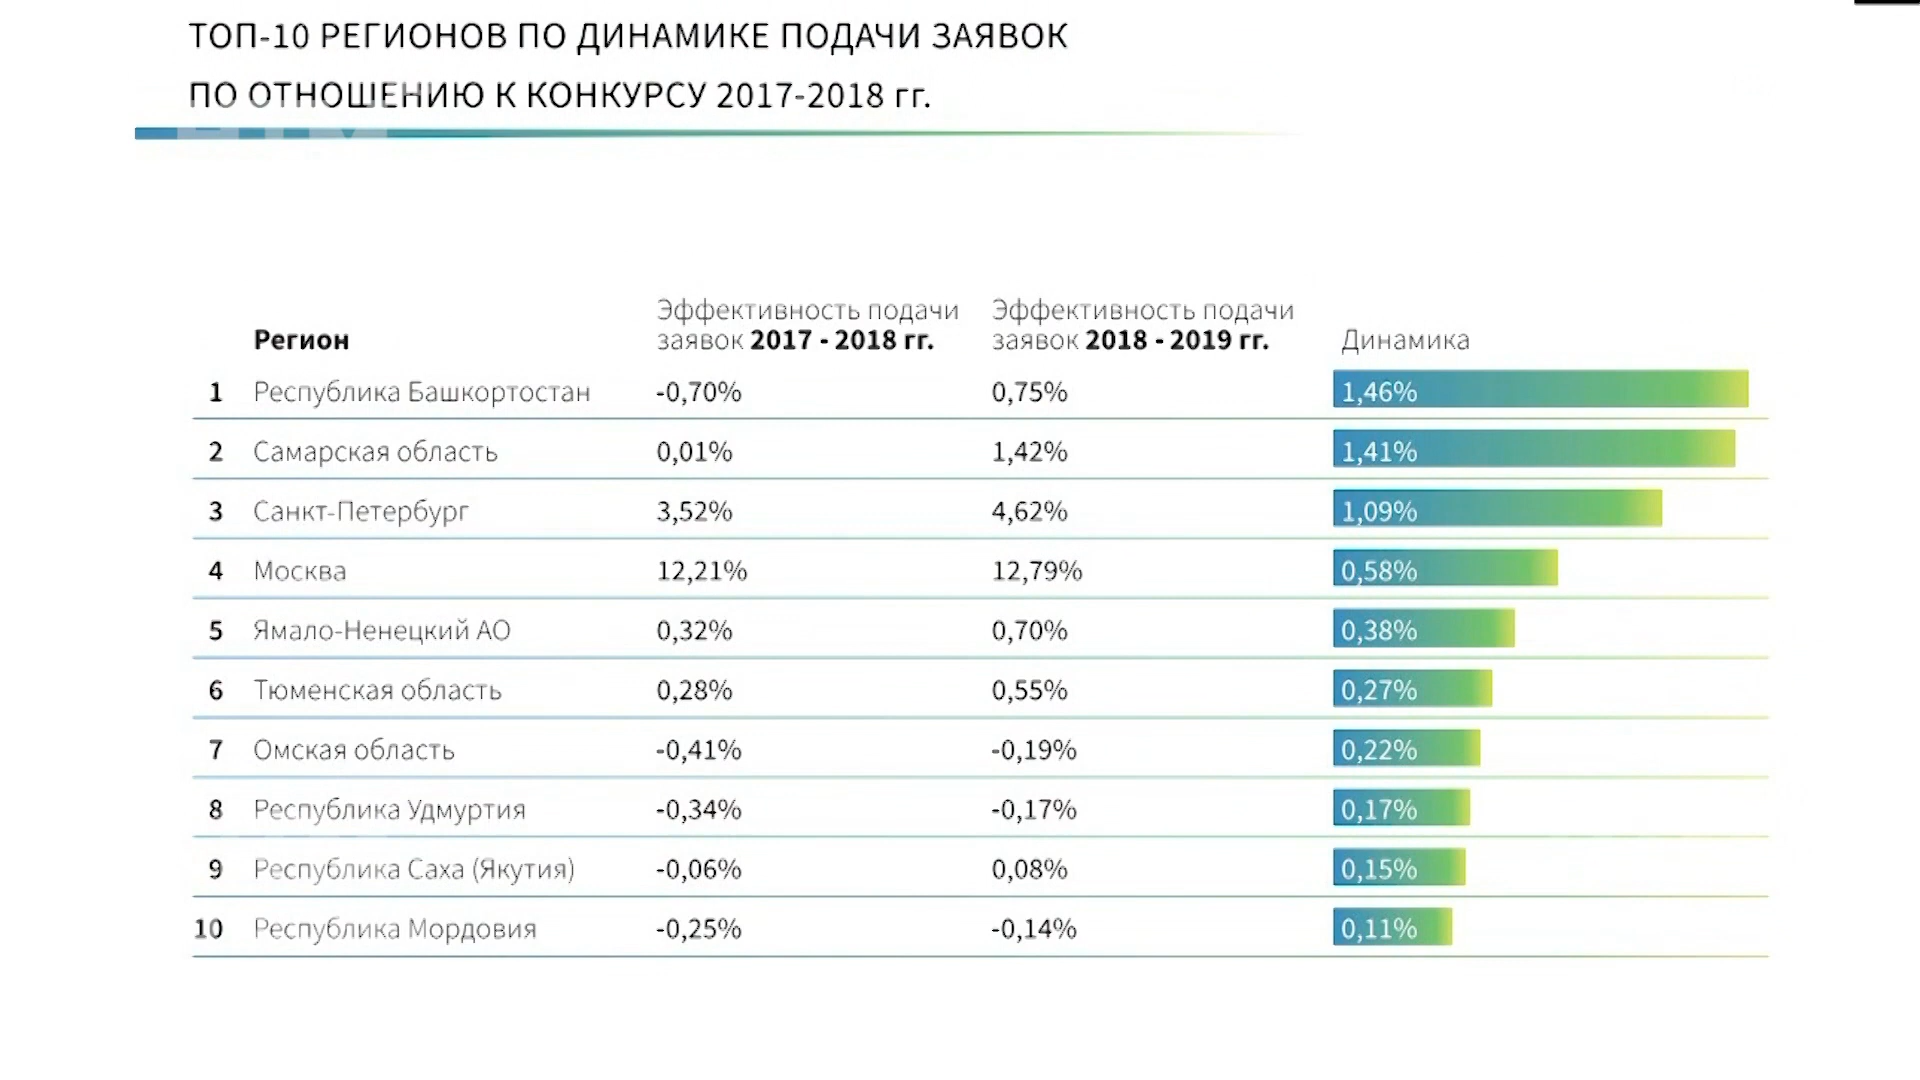 ТОП-10 РЕГИОНОВ ПО ДИНАМИКЕ ПОДАЧИ ЗАЯВОК
ПО ОТНОШЕНИЮ К КОНКУРСУ 2017-2018 гг.
Регион Эффективность подачи заявок 2017 - 2018 гг. Эффективность подачи заявок 2018 - 2019 гг. Динамика
1 Республика Башкортостан -0,70% 0,75% 1,46%
2 Самарская область 0,01% 1,42% 1,41%
3 Санкт-Петербург 3,52% 4,62% 1,09%
4 Москва 12,21% 12,79% 0,58%
5 Ямало-Ненецкий АО 0,32% 0,70% 0,38%
6 Тюменская область 0,28% 0,55% 0,27%
7 Омская область -0,41% -0,19% 0,22%
8 Республика Удмуртия -0,34% -0,17% 0,17%
9 Республика Саха (Якутия) -0,06% 0,08% 0,15%
10 Республика Мордовия -0,25% -0,14% 0,11%